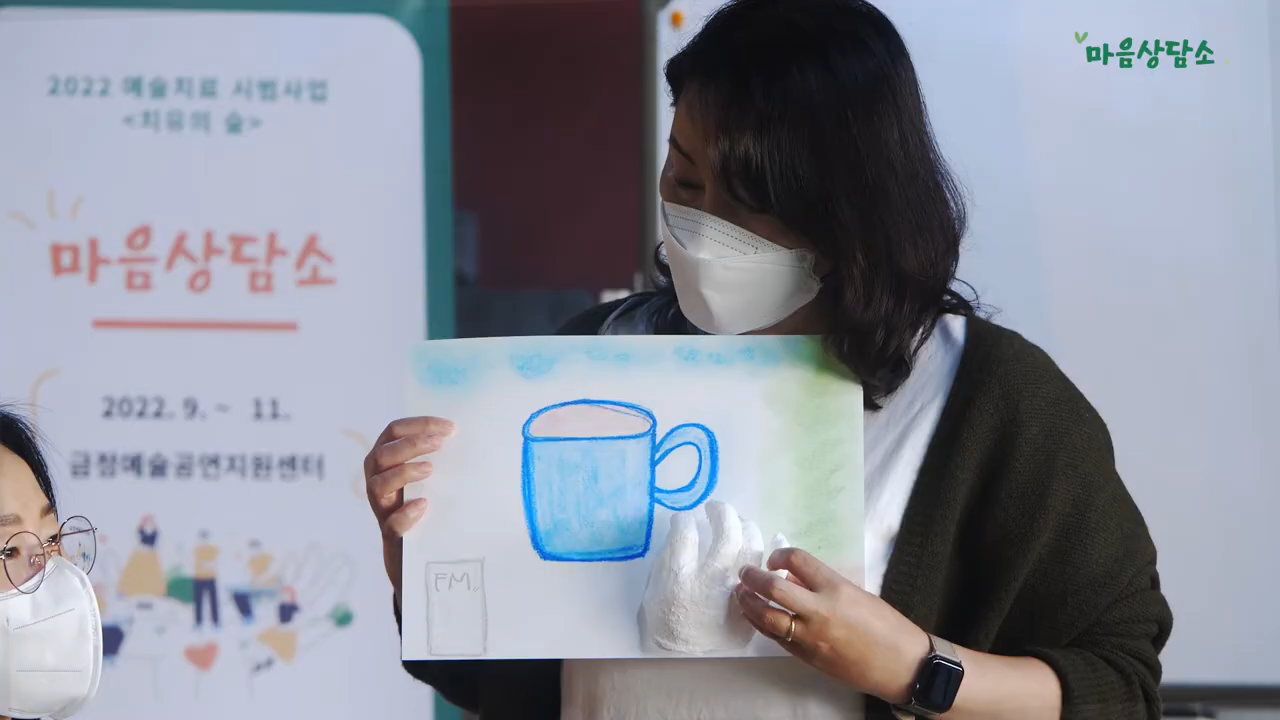 2022 예술치료 시범사업
<치유의 숲>
마음상담소
2022. 9. ~ 11.
금정예술공연지원센터
마음상담소
FM.